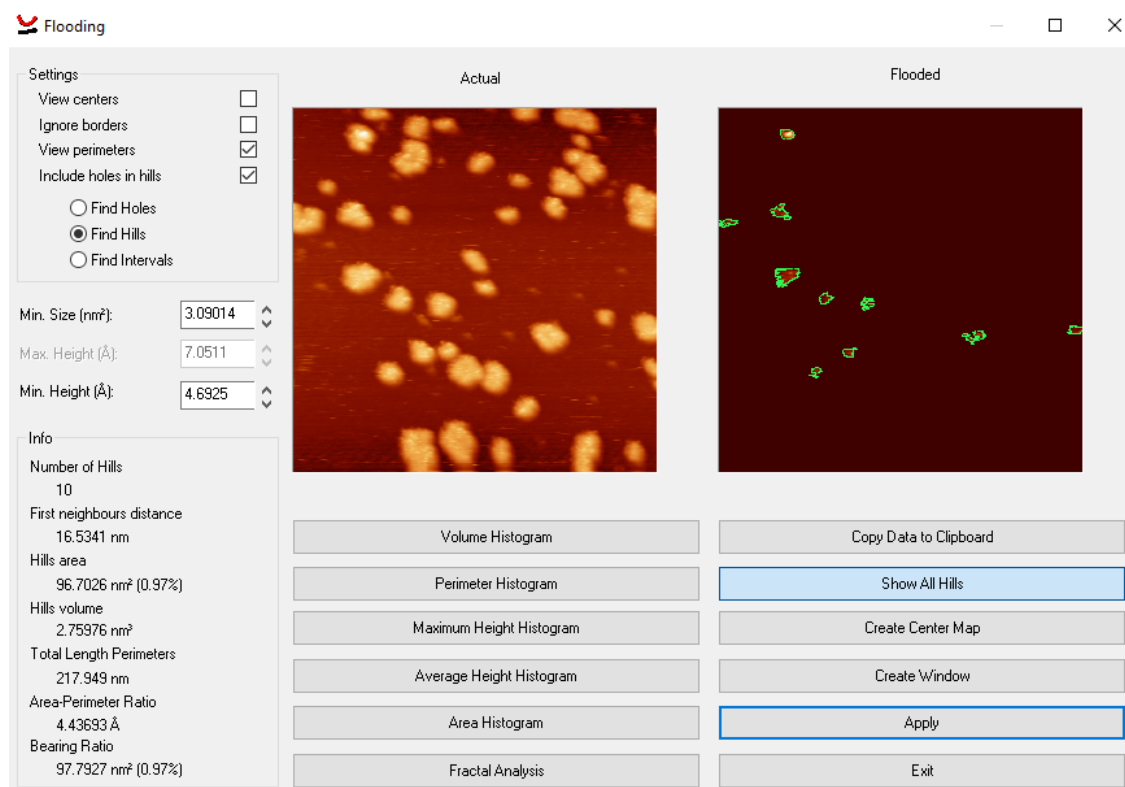 Flooding
Settings
View centers
Ignore borders
View perimeters
Include holes in hills
Find Holes
Find Hills
Find Intervals
Min. Size (nm²): 3.09014
Max. Height (Å): 7.0511
Min. Height (Å): 4.6925
Info
Number of Hills
10
First neighbours distance
16.5341 nm
Hills area
96.7026 nm² (0.97%)
Hills volume
2.75976 nm³
Total Length Perimeters
217.949 nm
Area-Perimeter Ratio
4.43693 Å
Bearing Ratio
97.7927 nm² (0.97%)
Actual
Flooded
Volume Histogram
Perimeter Histogram
Maximum Height Histogram
Average Height Histogram
Area Histogram
Fractal Analysis
Copy Data to Clipboard
Show All Hills
Create Center Map
Create Window
Apply
Exit